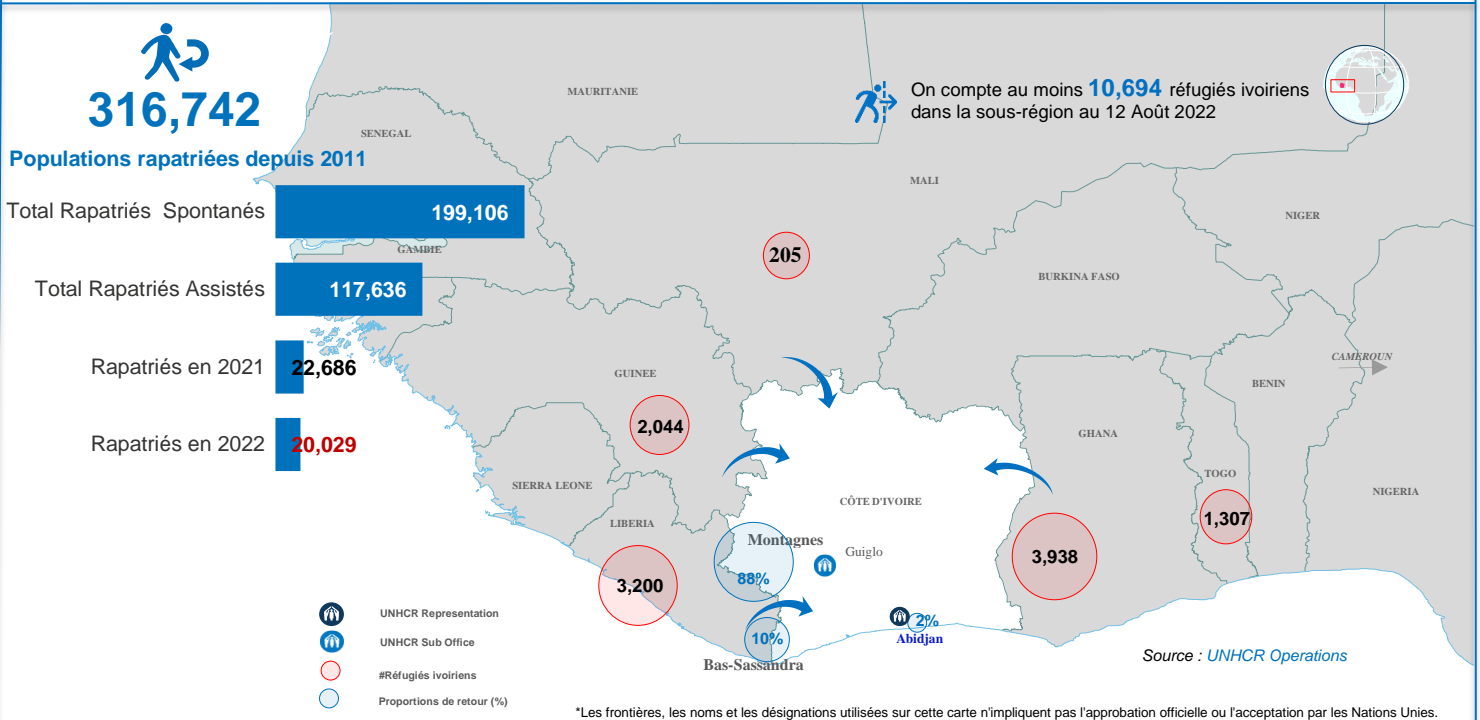 316,742
Populations rapatriées depuis 2011
Total Rapatriés Spontanés
199,106
Total Rapatriés Assistés
117,636
Rapatriés en 2021
22,686
Rapatriés en 2022
20,029
On compte au moins 10,694 réfugiés ivoiriens
dans la sous-région au 12 Août 2022
MAURITANIE
SENEGAL
MALI
NIGER
GAMBIE
205
BURKINA FASO
CAMEROUN
GUINEE
BENIN
2,044
GHANA
SIERRA LEONE
TOGO
NIGERIA
CÔTE D'IVOIRE
LIBERIA
1,307
Montagnes
Guiglo
3,938
88%
3,200
2%
10%
Abidjan
Bas-Sassandra
UNHCR Representation
UNHCR Sub Office
#Réfugiés ivoiriens
Proportions de retour (%)
Source : UNHCR Operations
*Les frontières, les noms et les désignations utilisées sur cette carte n'impliquent pas l'approbation officielle ou l'acceptation par les Nations Unies.